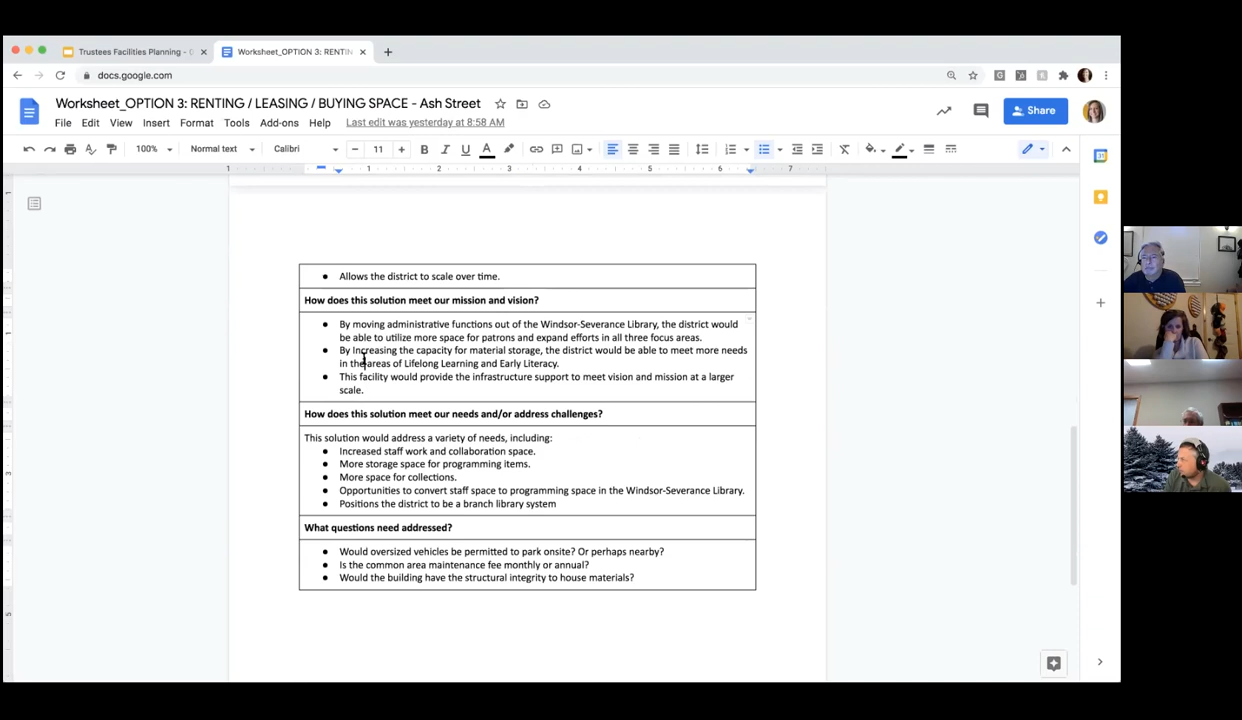 Trustees Facilities Planning - (
Worksheet_OPTION 3: RENTIN
docs.google.com
Worksheet_OPTION 3: RENTING / LEASING / BUYING SPACE - Ash Street
Share
File Edit View Insert Format Tools Add-ons Help Last edit was yesterday at 8:58 AM
100% Normal text Calibri 11 B I U A
1 1 2 3 4 5 6 7
● Allows the district to scale over time.
How does this solution meet our mission and vision?
● By moving administrative functions out of the Windsor-Severance Library, the district would
be able to utilize more space for patrons and expand efforts in all three focus areas.
● By Increasing the capacity for material storage, the district would be able to meet more needs
in the areas of Lifelong Learning and Early Literacy.
● This facility would provide the infrastructure support to meet vision and mission at a larger
scale.
How does this solution meet our needs and/or address challenges?
This solution would address a variety of needs, including:
● Increased staff work and collaboration space.
● More storage space for programming items.
● More space for collections.
● Opportunities to convert staff space to programming space in the Windsor-Severance Library.
● Positions the district to be a branch library system
What questions need addressed?
● Would oversized vehicles be permitted to park onsite? Or perhaps nearby?
● Is the common area maintenance fee monthly or annual?
● Would the building have the structural integrity to house materials?